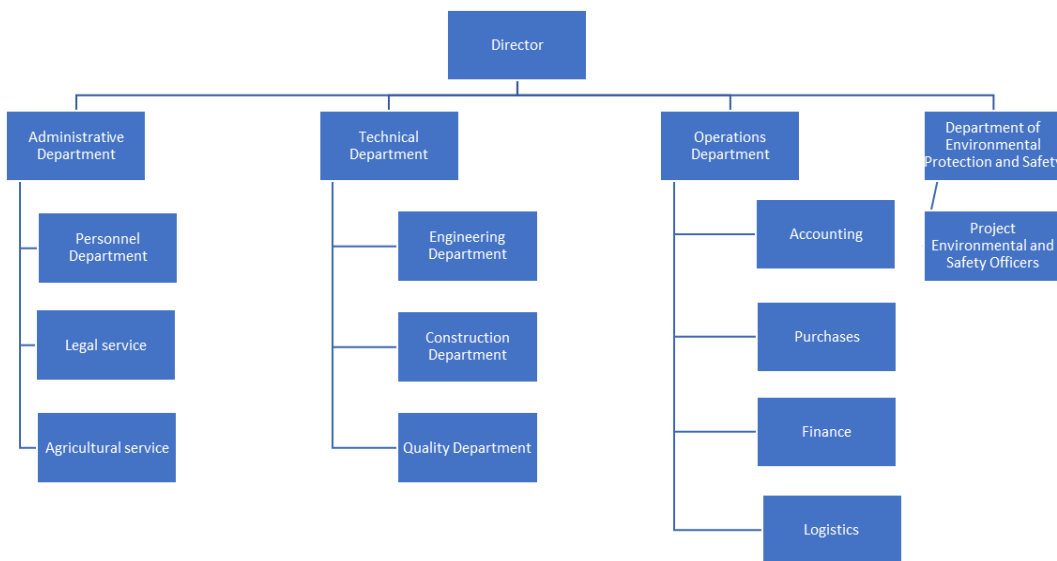 Director
Administrative
Department
Technical
Department
Operations
Department
Department of
Environmental
Protection and Safety
Personnel
Department
Legal service
Agricultural service
Engineering
Department
Construction
Department
Quality Department
Accounting
Purchases
Finance
Logistics
Project
Environmental and
Safety Officers